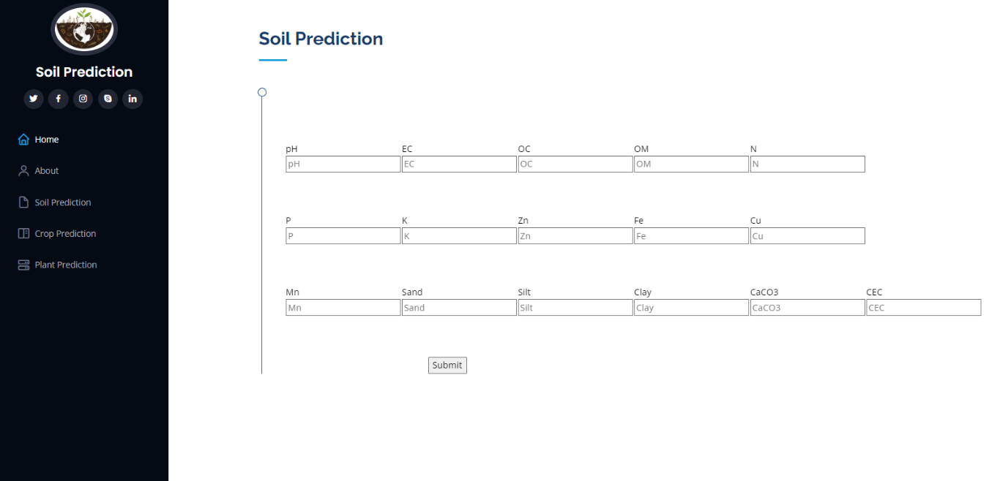 Soil Prediction
Home
About
Soil Prediction
Crop Prediction
Plant Prediction
Soil Prediction
pH EC OC OM N
pH EC OC OM N
P K Zn Fe Cu
P K Zn Fe Cu
Mn Sand Silt Clay CaCO3 CEC
Mn Sand Silt Clay CaCO3 CEC
Submit